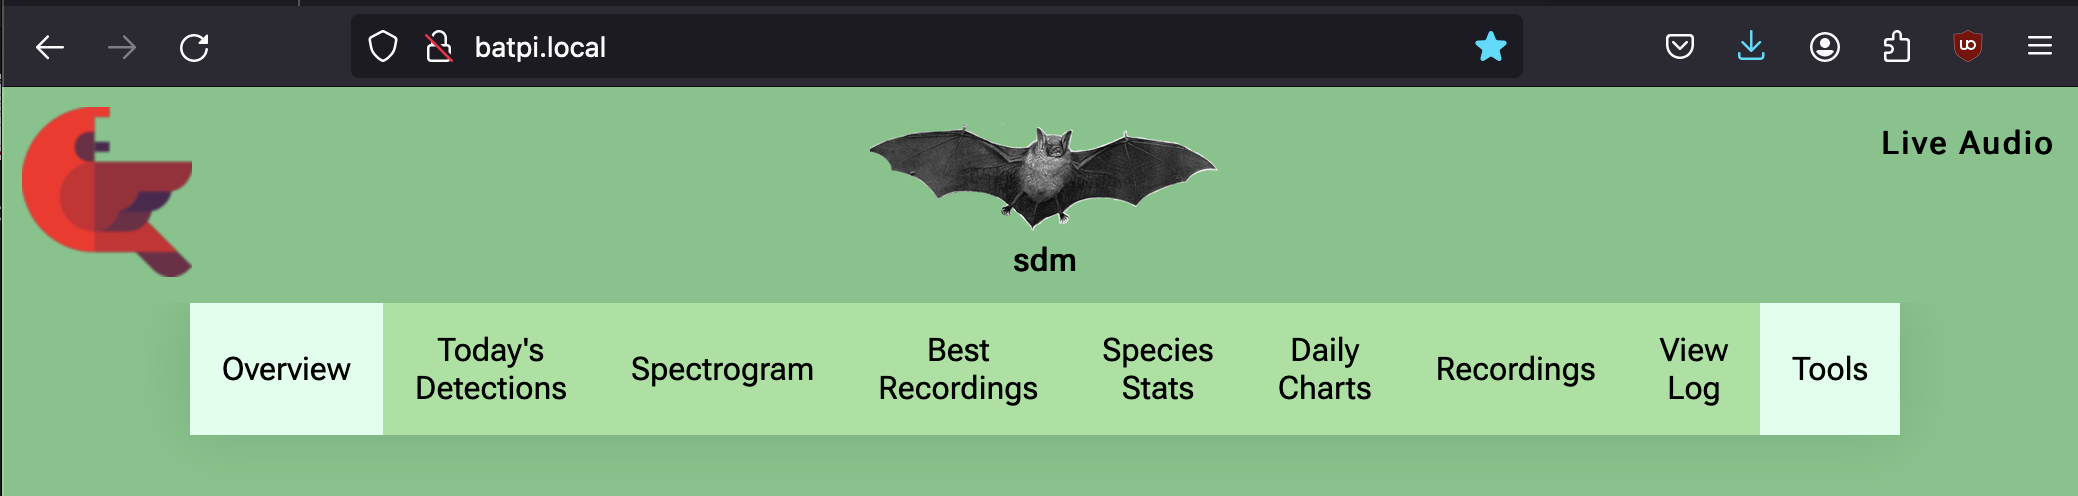 batpi.local
Live Audio
sdm
Overview
Today's
Detections
Spectrogram
Best
Recordings
Species
Stats
Daily
Charts
Recordings
View
Log
Tools